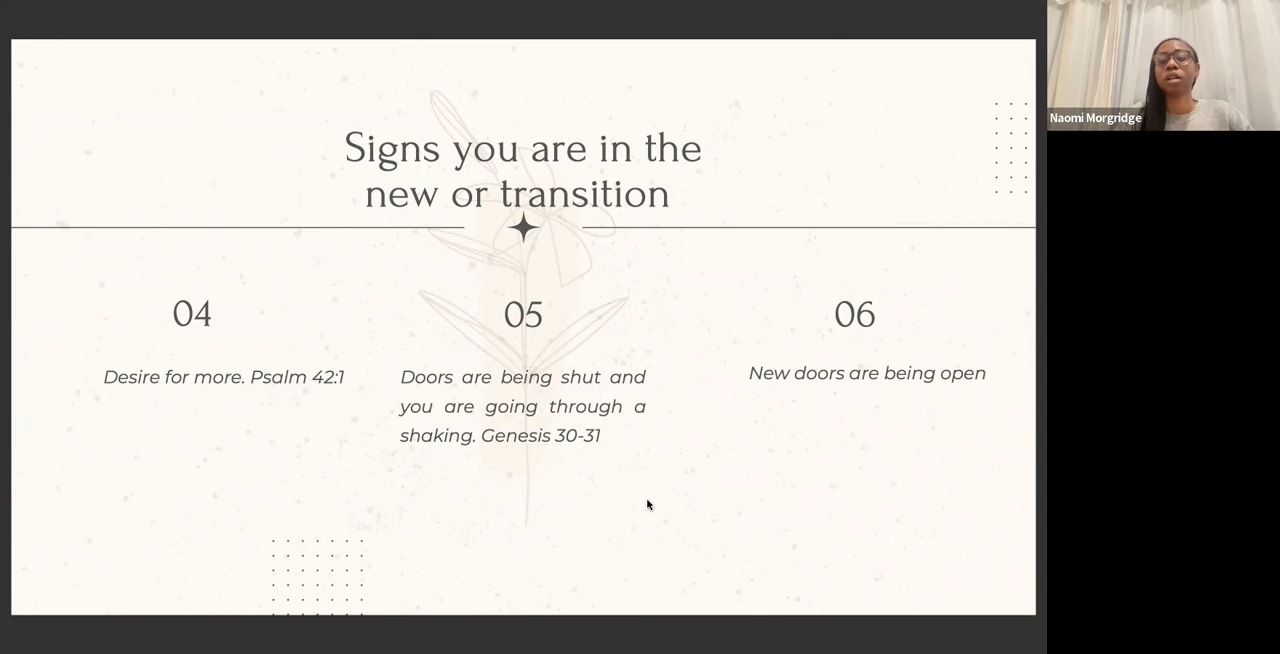 Signs you are in the
new or transition
04
Desire for more. Psalm 42:1
05
Doors are being shut and
you are going through a
shaking. Genesis 30-31
06
New doors are being open
Naomi Morgridge